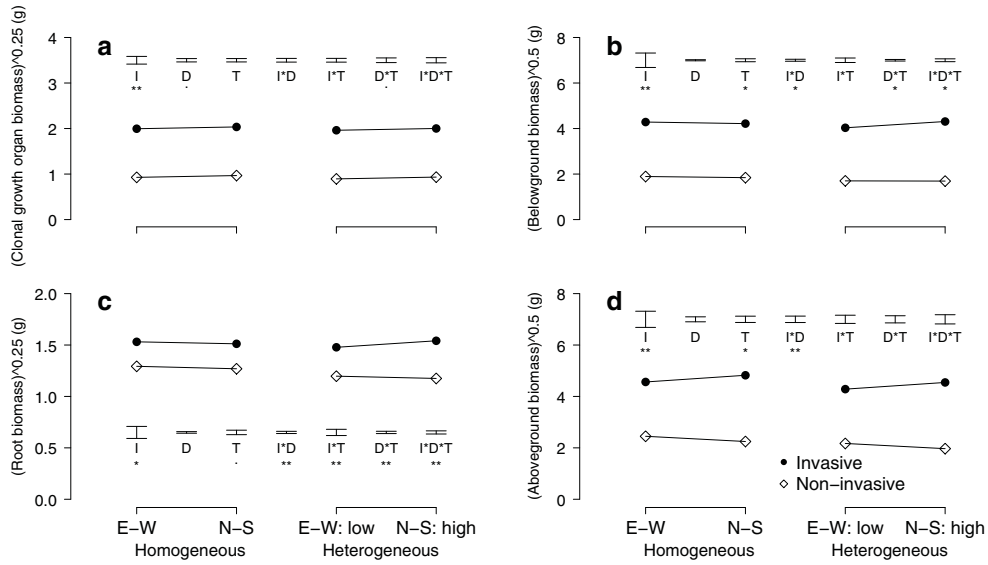 a
(Clonal growth organ biomass)^0.25 (g)
4
3
2
1
0
I D T I*D I*T D*T I*D*T
** . .
b
(Belowground biomass)^0.5 (g)
8
6
4
2
0
I D T I*D I*T D*T I*D*T
** * * * *
c
(Root biomass)^0.25 (g)
2.0
1.5
1.0
0.5
0.0
I D T I*D I*T D*T I*D*T
* . ** ** ** **
E−W N−S E−W: low N−S: high
Homogeneous Heterogeneous
d
(Aboveground biomass)^0.5 (g)
8
6
4
2
0
I D T I*D I*T D*T I*D*T
** * **
Invasive
Non−invasive
E−W N−S E−W: low N−S: high
Homogeneous Heterogeneous